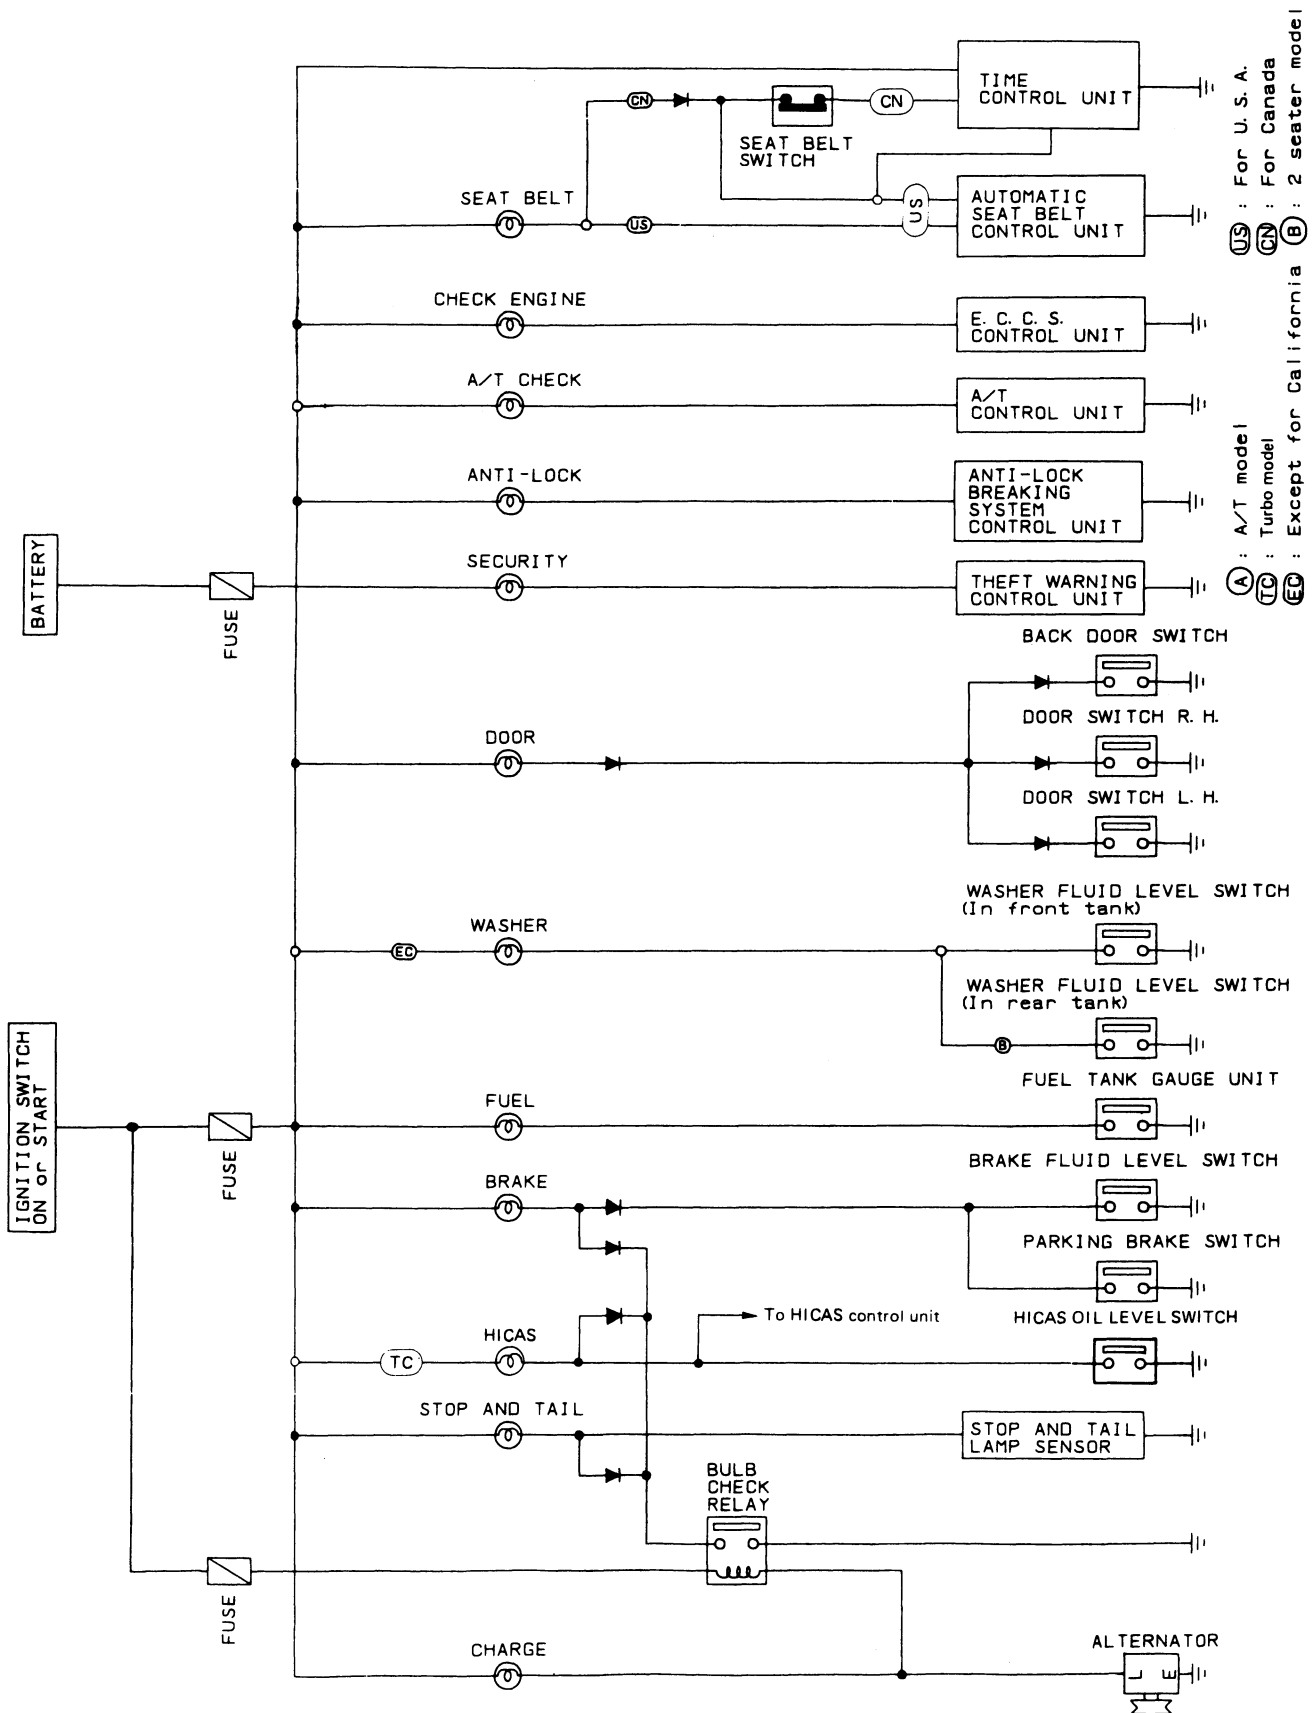 TIME
CONTROL UNIT
CN
CN
SEAT BELT
SWITCH
SEAT BELT
US
US
AUTOMATIC
SEAT BELT
CONTROL UNIT
CHECK ENGINE
E. C. C. S.
CONTROL UNIT
A/T CHECK
A/T
CONTROL UNIT
ANTI-LOCK
ANTI-LOCK
BREAKING
SYSTEM
CONTROL UNIT
BATTERY
FUSE
SECURITY
THEFT WARNING
CONTROL UNIT
BACK DOOR SWITCH
DOOR SWITCH R. H.
DOOR
DOOR SWITCH L. H.
WASHER FLUID LEVEL SWITCH
(In front tank)
EC
WASHER
WASHER FLUID LEVEL SWITCH
(In rear tank)
B
IGNITION SWITCH
ON or START
FUSE
FUEL
FUEL TANK GAUGE UNIT
BRAKE
BRAKE FLUID LEVEL SWITCH
PARKING BRAKE SWITCH
To HICAS control unit
HICAS OIL LEVEL SWITCH
TC
HICAS
STOP AND TAIL
STOP AND TAIL
LAMP SENSOR
BULB
CHECK
RELAY
FUSE
CHARGE
ALTERNATOR
L
E
A : A/T model
TC : Turbo model
EC : Except for California
US : For U. S. A.
CN : For Canada
B : 2 seater model